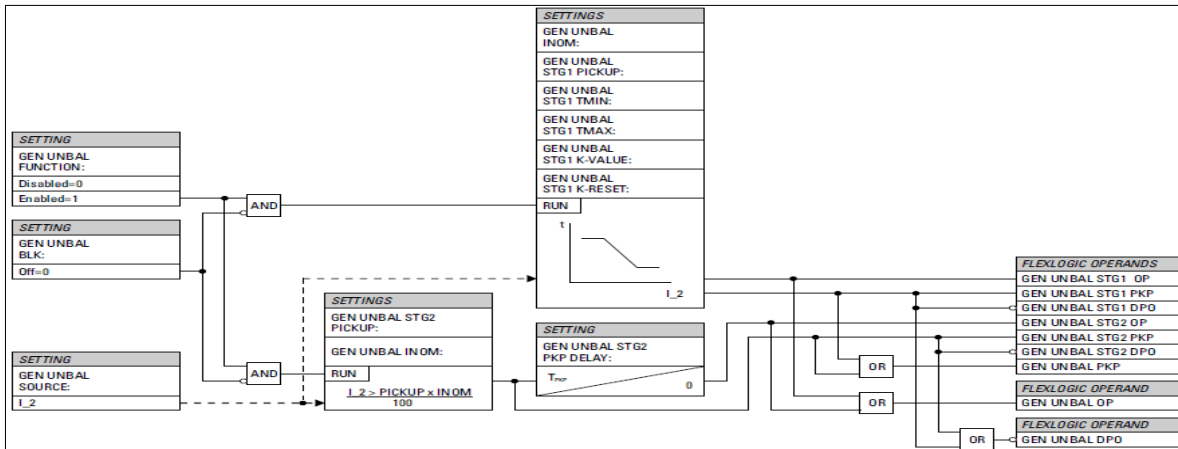 SETTING
GEN UNBAL
FUNCTION:
Disabled=0
Enabled=1
SETTING
GEN UNBAL
BLK:
Off=0
SETTING
GEN UNBAL
SOURCE:
I_2
AND
AND
SETTINGS
GEN UNBAL STG2
PICKUP:
GEN UNBAL INOM:
RUN
I_2 > PICKUP x INOM
100
SETTINGS
GEN UNBAL
INOM:
GEN UNBAL
STG1 PICKUP:
GEN UNBAL
STG1 TMIN:
GEN UNBAL
STG1 TMAX:
GEN UNBAL
STG1 K-VALUE:
GEN UNBAL
STG1 K-RESET:
RUN
t
I_2
SETTING
GEN UNBAL STG2
PKP DELAY:
TPKP
0
OR
OR
OR
FLEXLOGIC OPERANDS
GEN UNBAL STG1 OP
GEN UNBAL STG1 PKP
GEN UNBAL STG1 DPO
GEN UNBAL STG2 OP
GEN UNBAL STG2 PKP
GEN UNBAL STG2 DPO
GEN UNBAL PKP
FLEXLOGIC OPERAND
GEN UNBAL OP
FLEXLOGIC OPERAND
GEN UNBAL DPO